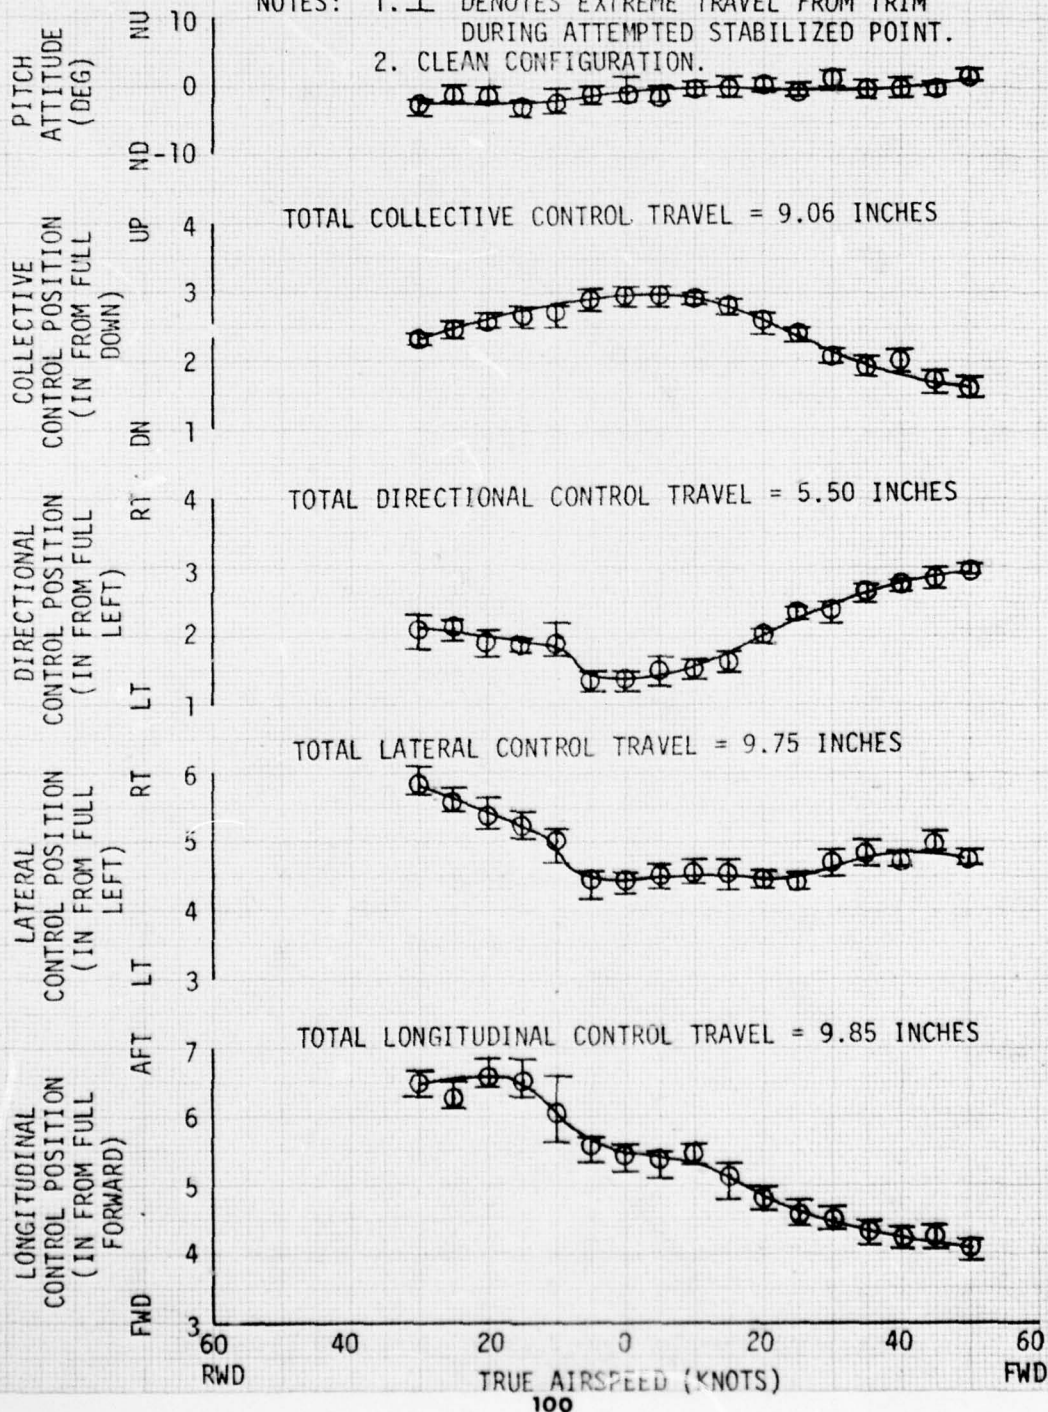 NOTES: 1. DENOTES EXTREME TRAVEL FROM TRIM
DURING ATTEMPTED STABILIZED POINT.
2. CLEAN CONFIGURATION.
PITCH
ATTITUDE
(DEG)
NU
ND
10
0
-10
TOTAL COLLECTIVE CONTROL TRAVEL = 9.06 INCHES
COLLECTIVE
CONTROL POSITION
(IN FROM FULL
DOWN)
UP
DN
4
3
2
1
TOTAL DIRECTIONAL CONTROL TRAVEL = 5.50 INCHES
DIRECTIONAL
CONTROL POSITION
(IN FROM FULL
LEFT)
RT
LT
4
3
2
1
TOTAL LATERAL CONTROL TRAVEL = 9.75 INCHES
LATERAL
CONTROL POSITION
(IN FROM FULL
LEFT)
RT
LT
6
5
4
3
TOTAL LONGITUDINAL CONTROL TRAVEL = 9.85 INCHES
LONGITUDINAL
CONTROL POSITION
(IN FROM FULL
FORWARD)
AFT
FWD
7
6
5
4
3
60 40 20 0 20 40 60
RWD FWD
TRUE AIRSPEED (KNOTS)
100